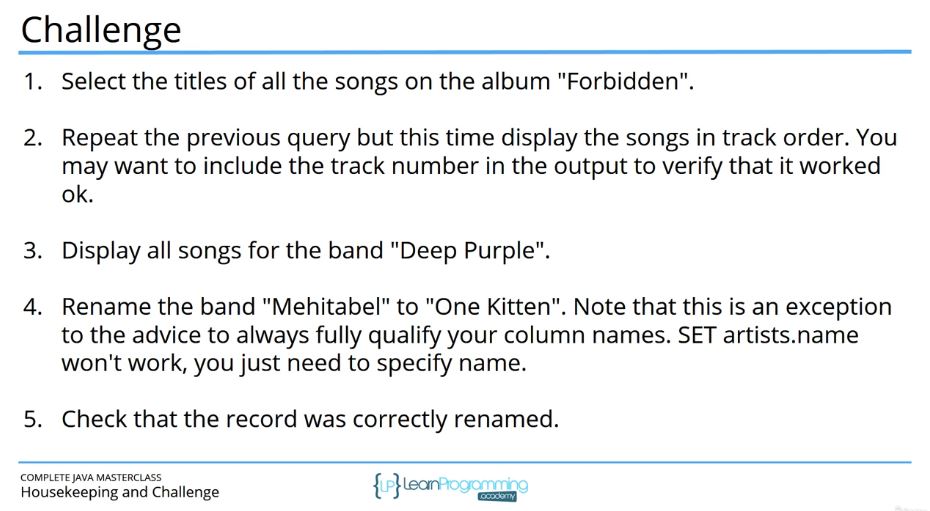 Challenge
1. Select the titles of all the songs on the album "Forbidden".
2. Repeat the previous query but this time display the songs in track order. You
may want to include the track number in the output to verify that it worked
ok.
3. Display all songs for the band "Deep Purple".
4. Rename the band "Mehitabel" to "One Kitten". Note that this is an exception
to the advice to always fully qualify your column names. SET artists.name
won't work, you just need to specify name.
5. Check that the record was correctly renamed.
COMPLETE JAVA MASTERCLASS
Housekeeping and Challenge
{LP} LearnProgramming
academy